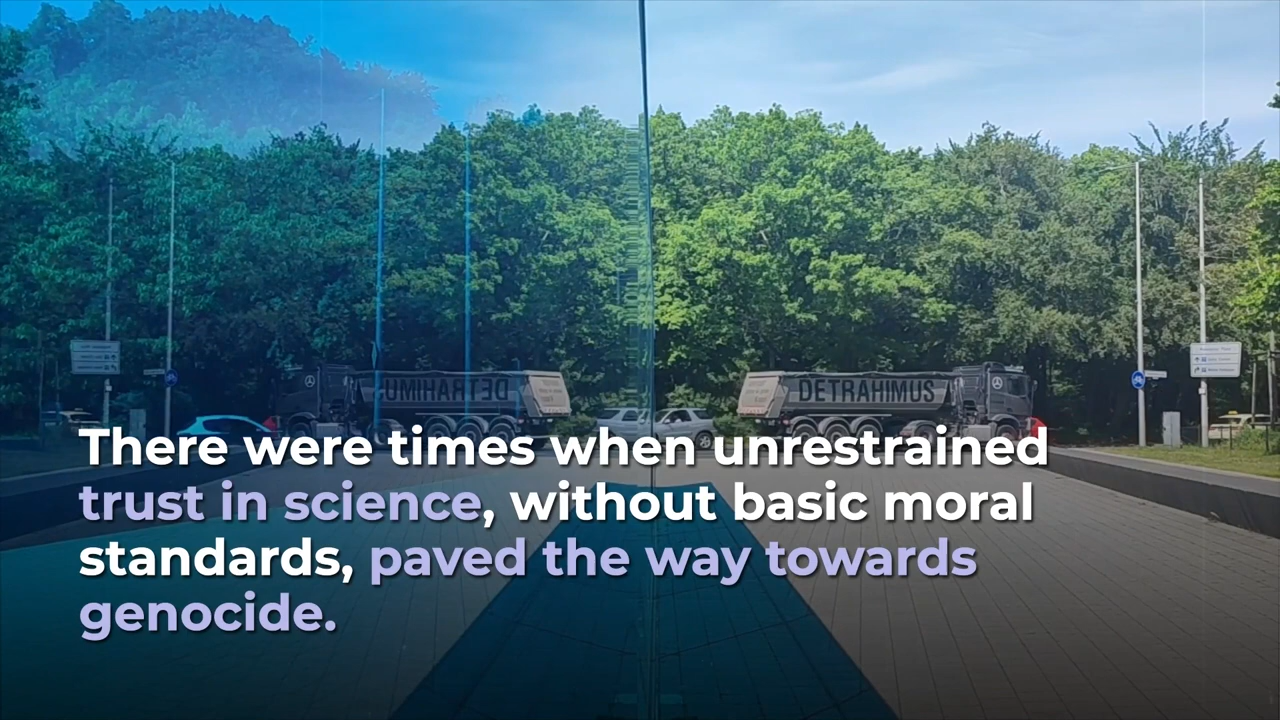 DETRAHIMUS
There were times when unrestrained
trust in science, without basic moral
standards, paved the way towards
genocide.